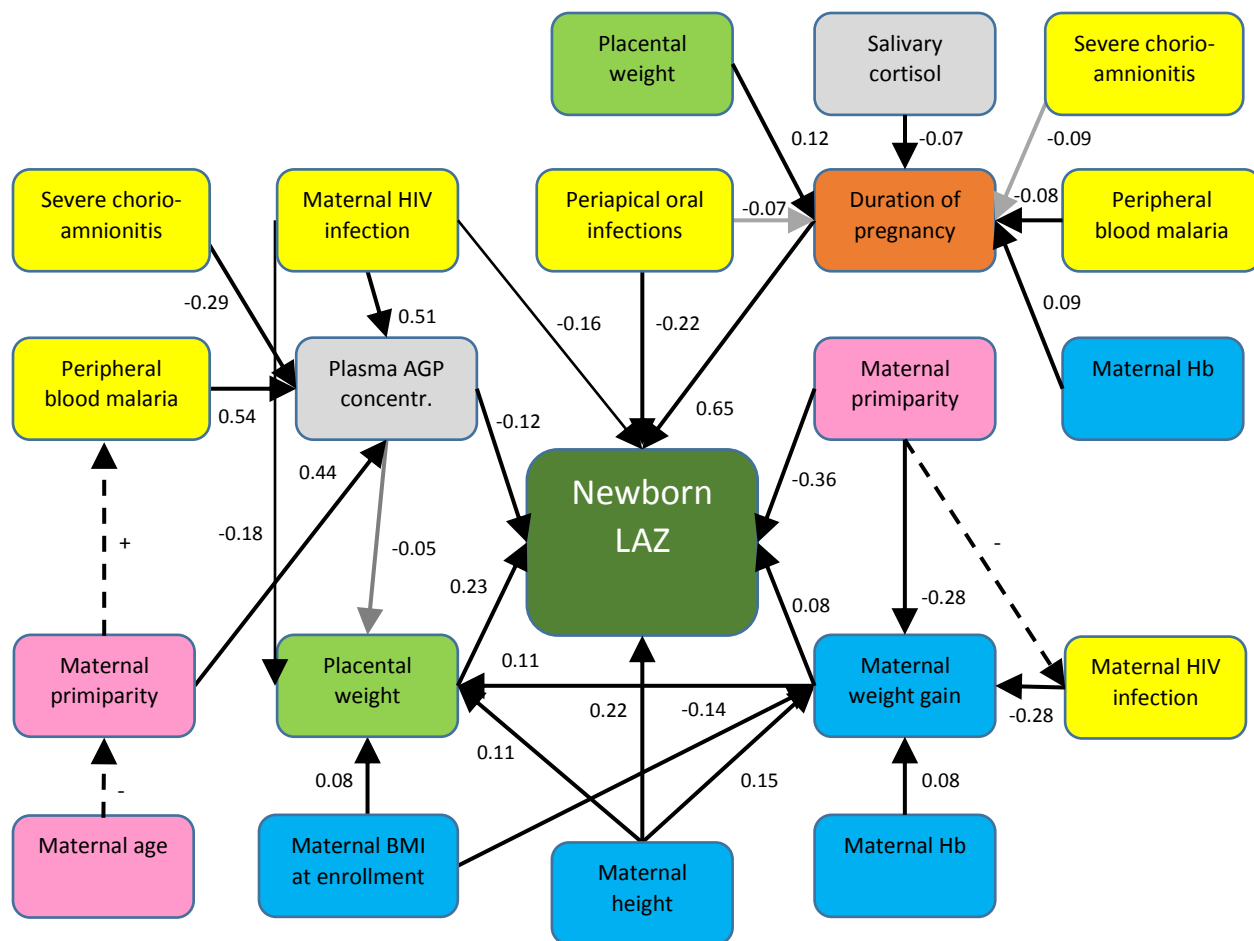 Placental
weight
Salivary
cortisol
Severe chorio-
amnionitis
0.12
-0.07
-0.09
Severe chorio-
amnionitis
Maternal HIV
infection
Periapical oral
infections
-0.07
Duration of
pregnancy
-0.08
Peripheral
blood malaria
-0.29
0.51
-0.16
-0.22
0.09
Peripheral
blood malaria
0.54
Plasma AGP
concentr.
-0.12
0.65
Maternal
primiparity
Maternal Hb
0.44
-0.36
Newborn
LAZ
-0.18
+
-0.05
0.23
0.08
-0.28
-
Maternal
primiparity
Placental
weight
0.11
Maternal
weight gain
Maternal HIV
infection
-0.28
0.22
-0.14
0.11
0.15
-
0.08
0.08
Maternal age
Maternal BMI
at enrollment
Maternal
height
Maternal Hb